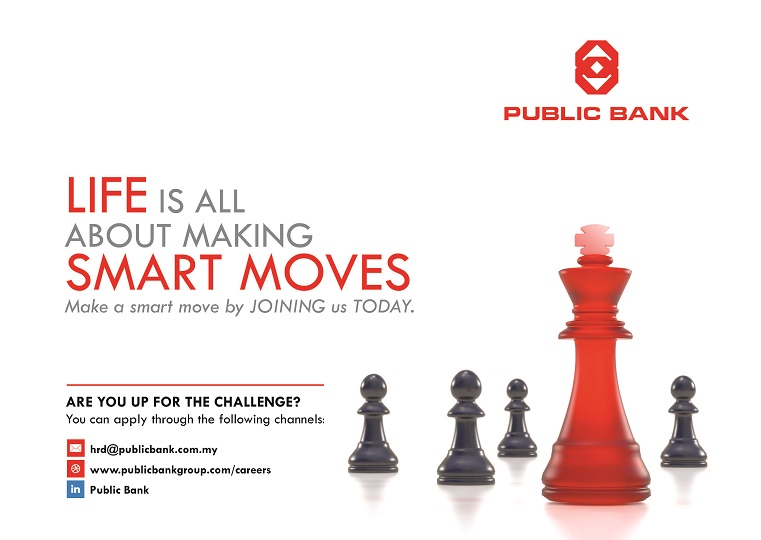 PUBLIC BANK
LIFE IS ALL
ABOUT MAKING
SMART MOVES
Make a smart move by JOINING us TODAY.
ARE YOU UP FOR THE CHALLENGE?
You can apply through the following channels:
hrd@publicbank.com.my
www.publicbankgroup.com/careers
in Public Bank